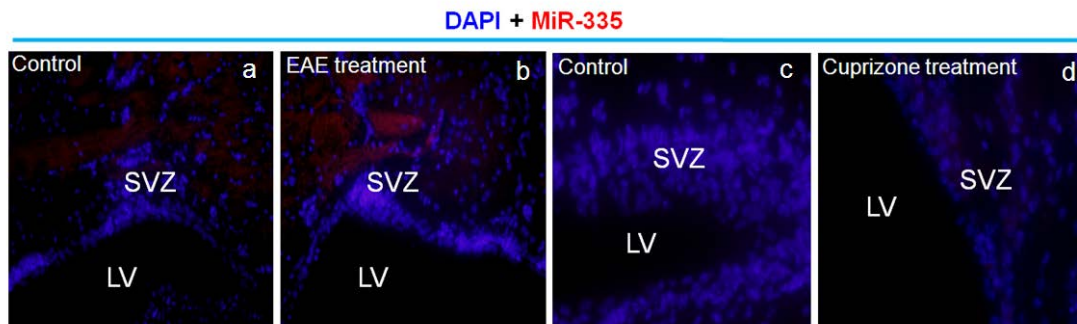 DAPI + MiR-335
Control a
EAE treatment b
Control c
Cuprizone treatment d
SVZ
SVZ
SVZ
SVZ
LV
LV
LV
LV